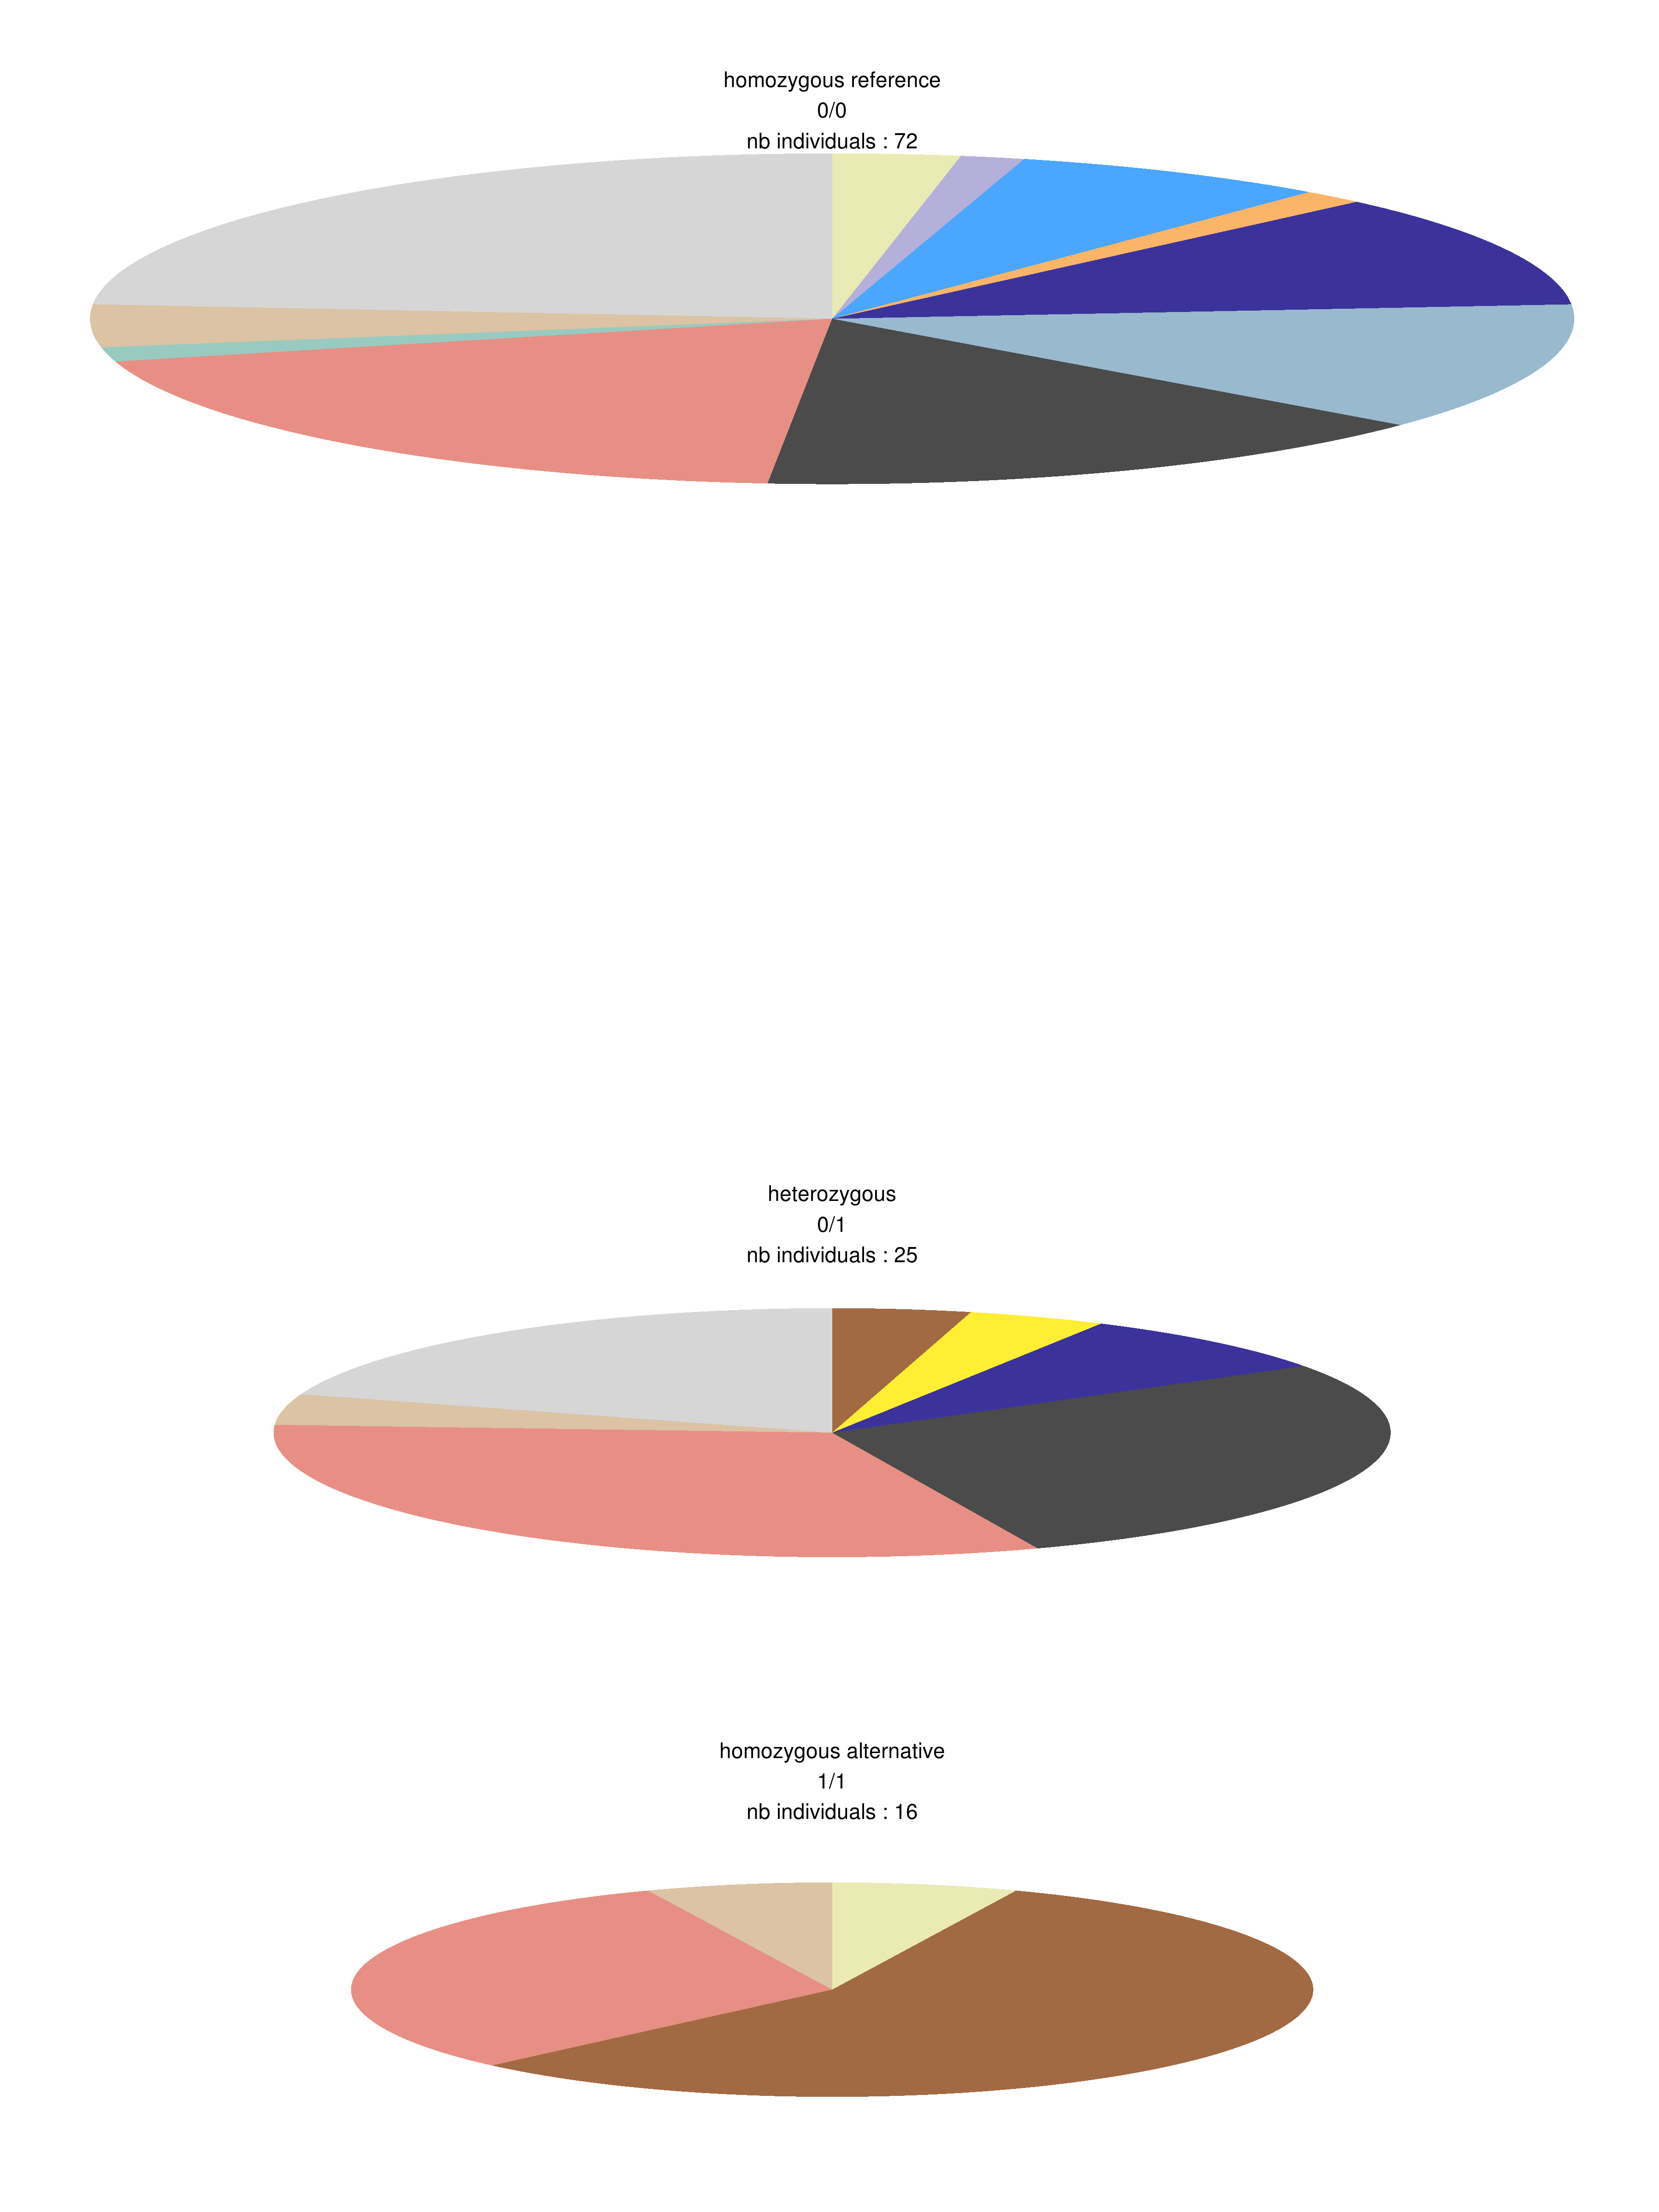 homozygous reference
0/0
nb individuals : 72
heterozygous
0/1
nb individuals : 25
homozygous alternative
1/1
nb individuals : 16